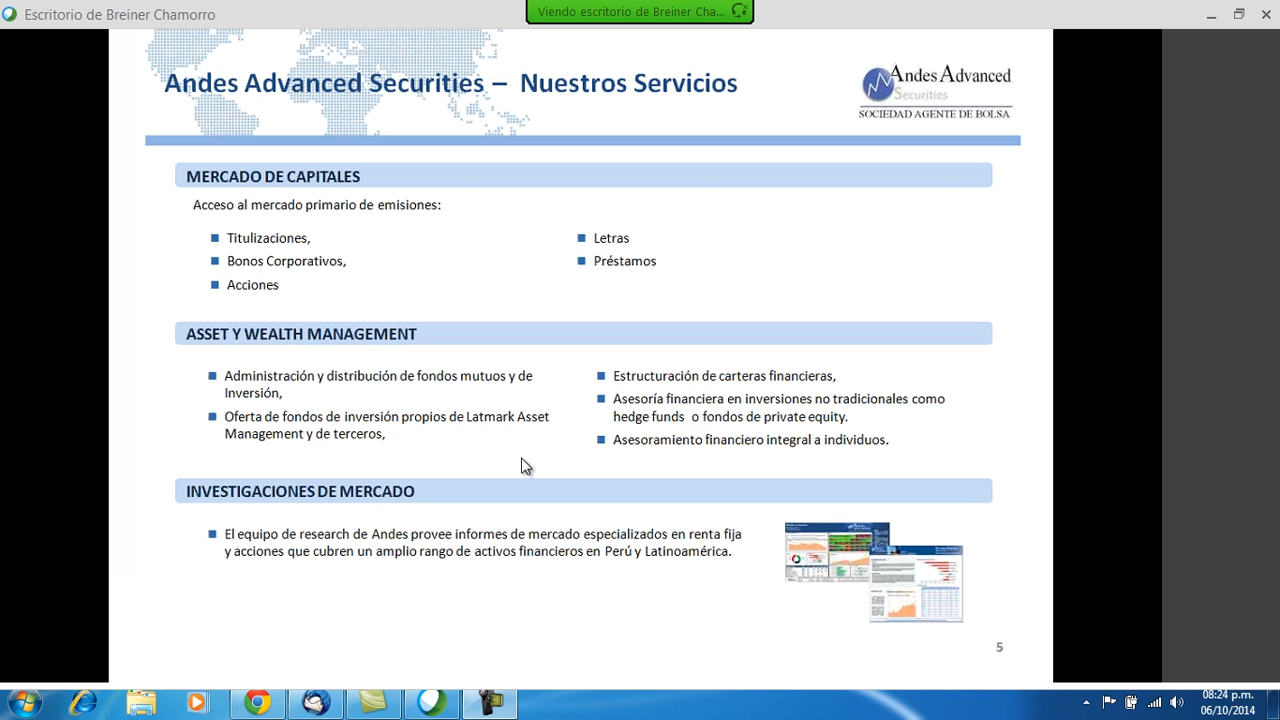 Escritorio de Breiner Chamorro
Viendo escritorio de Breiner Cha...
Andes Advanced Securities – Nuestros Servicios
Andes Advanced
Securities
SOCIEDAD AGENTE DE BOLSA
MERCADO DE CAPITALES
Acceso al mercado primario de emisiones:
Titulizaciones,
Bonos Corporativos,
Acciones
Letras
Préstamos
ASSET Y WEALTH MANAGEMENT
Administración y distribución de fondos mutuos y de
Inversión,
Oferta de fondos de inversión propios de Latmark Asset
Management y de terceros,
Estructuración de carteras financieras,
Asesoría financiera en inversiones no tradicionales como
hedge funds o fondos de private equity.
Asesoramiento financiero integral a individuos.
INVESTIGACIONES DE MERCADO
El equipo de research de Andes provee informes de mercado especializados en renta fija
y acciones que cubren un amplio rango de activos financieros en Perú y Latinoamérica.
5
08:24 p.m.
06/10/2014